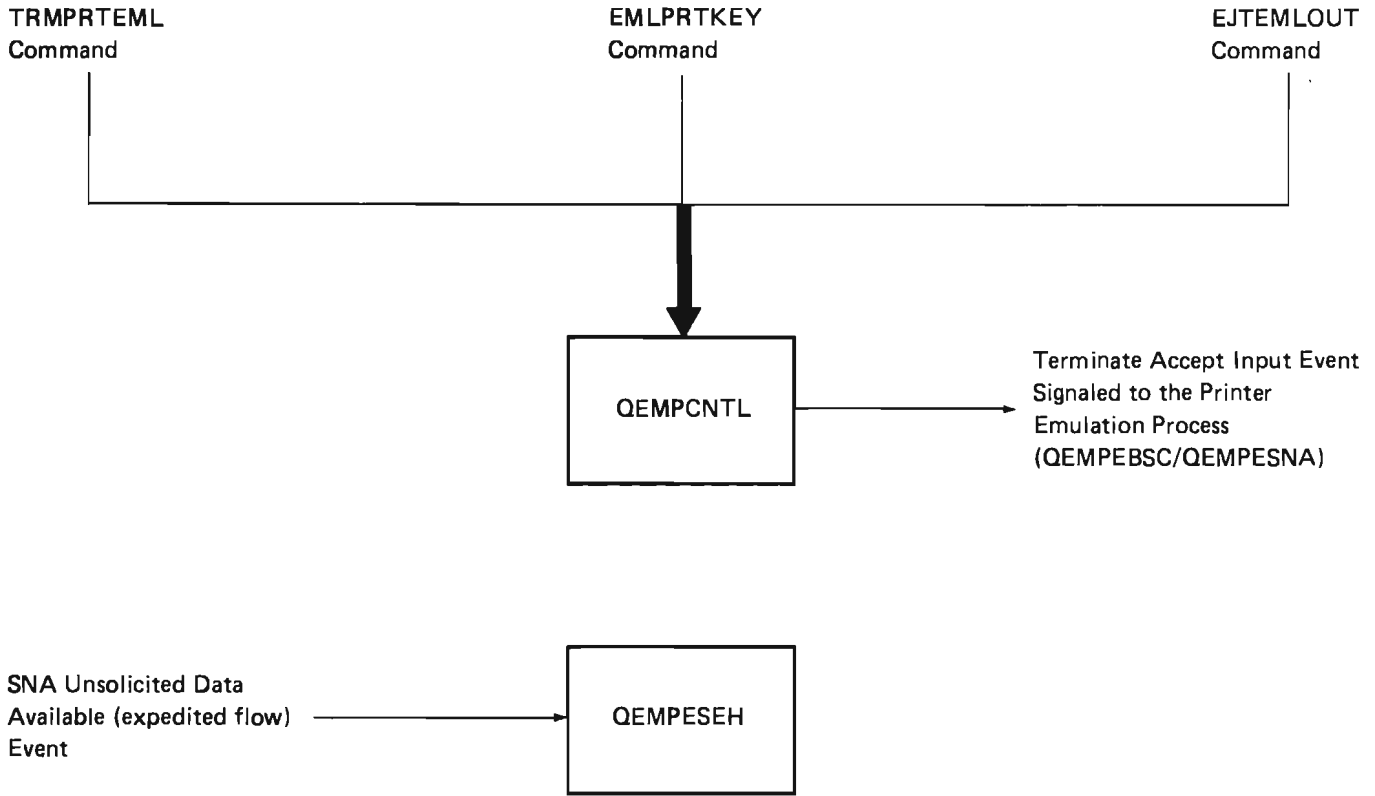 TRMPRTEML
Command
EMLPRTKEY
Command
EJTEMLOUT
Command
QEMPCNTL
Terminate Accept Input Event
Signaled to the Printer
Emulation Process
(QEMPEBSC/QEMPESNA)
SNA Unsolicited Data
Available (expedited flow)
Event
QEMPESEH